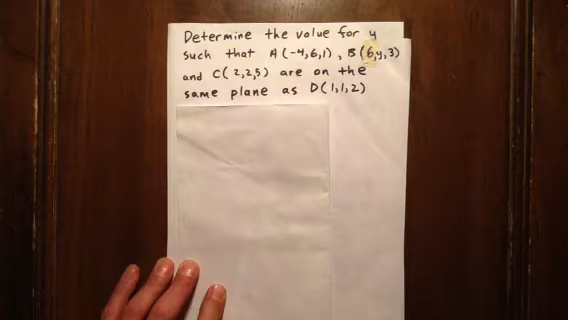 Determine the value for y
such that A(-4,6,1), B(6,y,3)
and C(2,2,5) are on the
same plane as D(1,1,2)